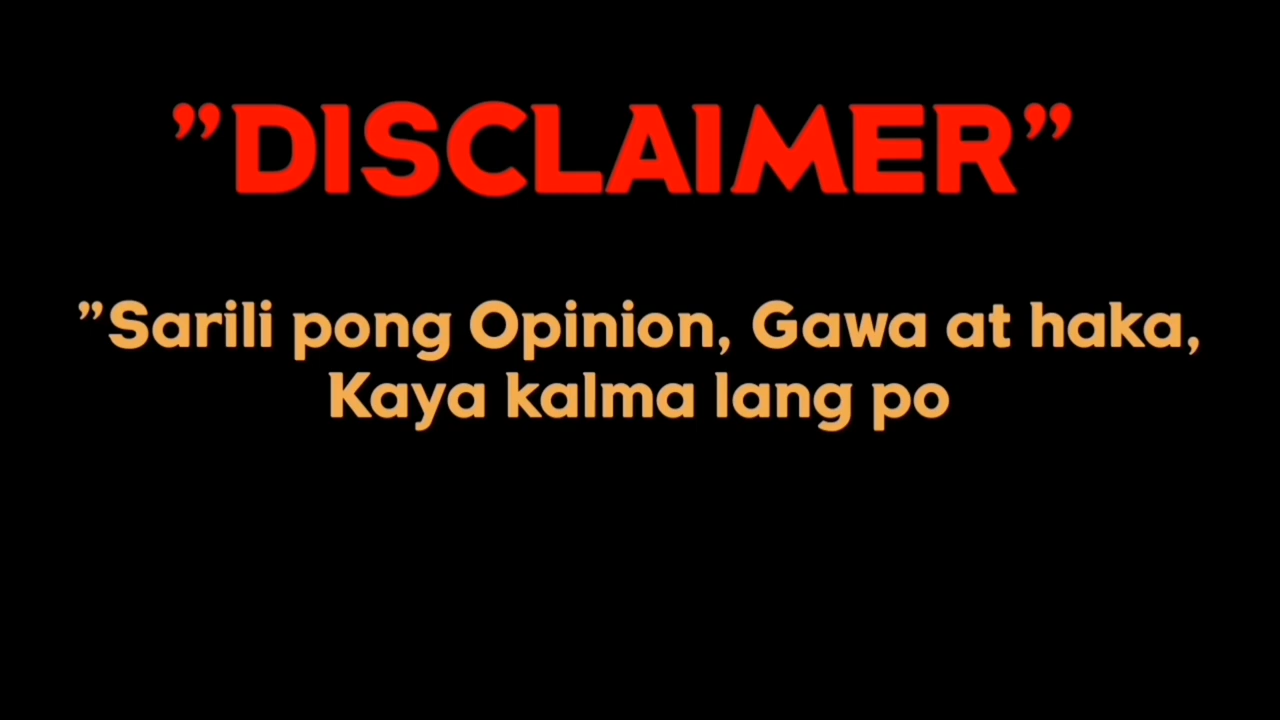 ”DISCLAIMER”
”Sarili pong Opinion, Gawa at haka,
Kaya kalma lang po